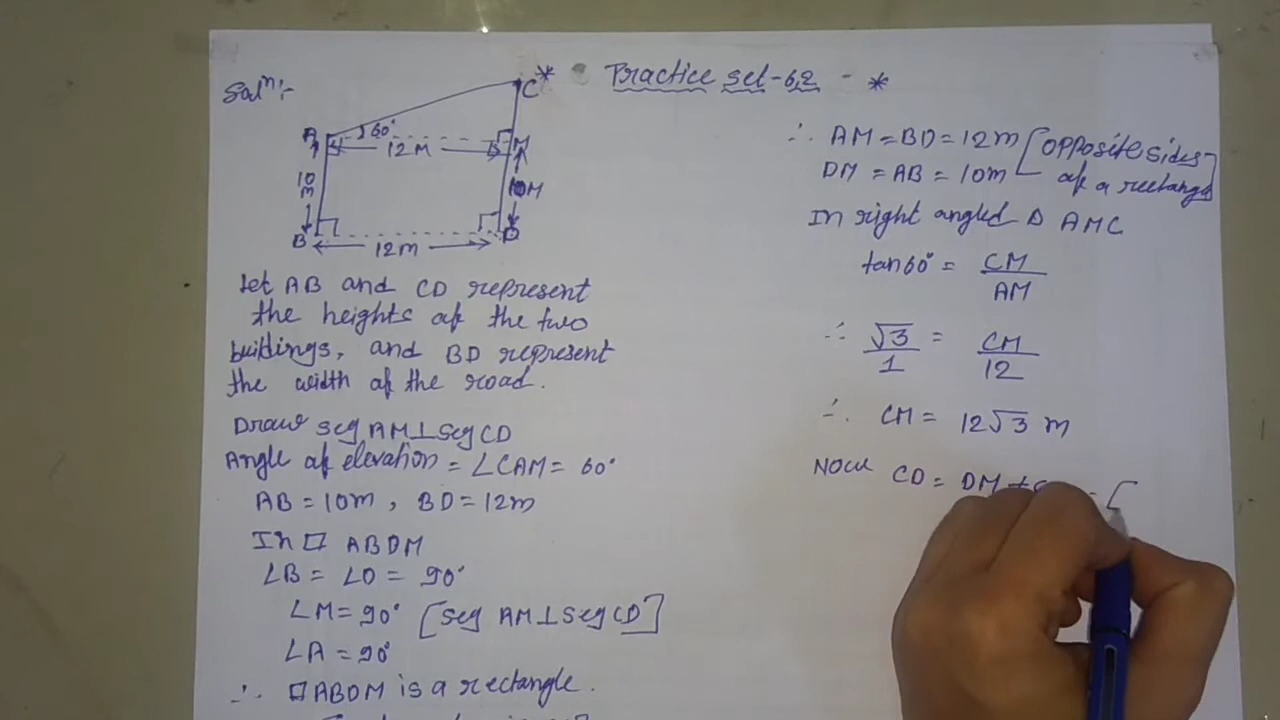 * Practice set-6.2 - *
Solⁿ:-
C
A
60°
12M
M
10
m
10M
B
D
12M
Let AB and CD represent
the heights of the two
buildings, and BD represent
the width of the road.
Draw seg AM⊥seg CD
Angle of elevation = ∠CAM = 60°
AB = 10m, BD = 12m
In □ ABDM
∠B = ∠D = 90°
∠M = 90° [seg AM⊥seg CD]
∠A = 90°
∴ □ABDM is a rectangle.
∴ AM = BD = 12m [opposite sides
DM = AB = 10m of a rectangle]
In right angled Δ AMC
tan60° = CM/AM
∴ √3/1 = CM/12
∴ CM = 12√3 m
Now CD = DM +